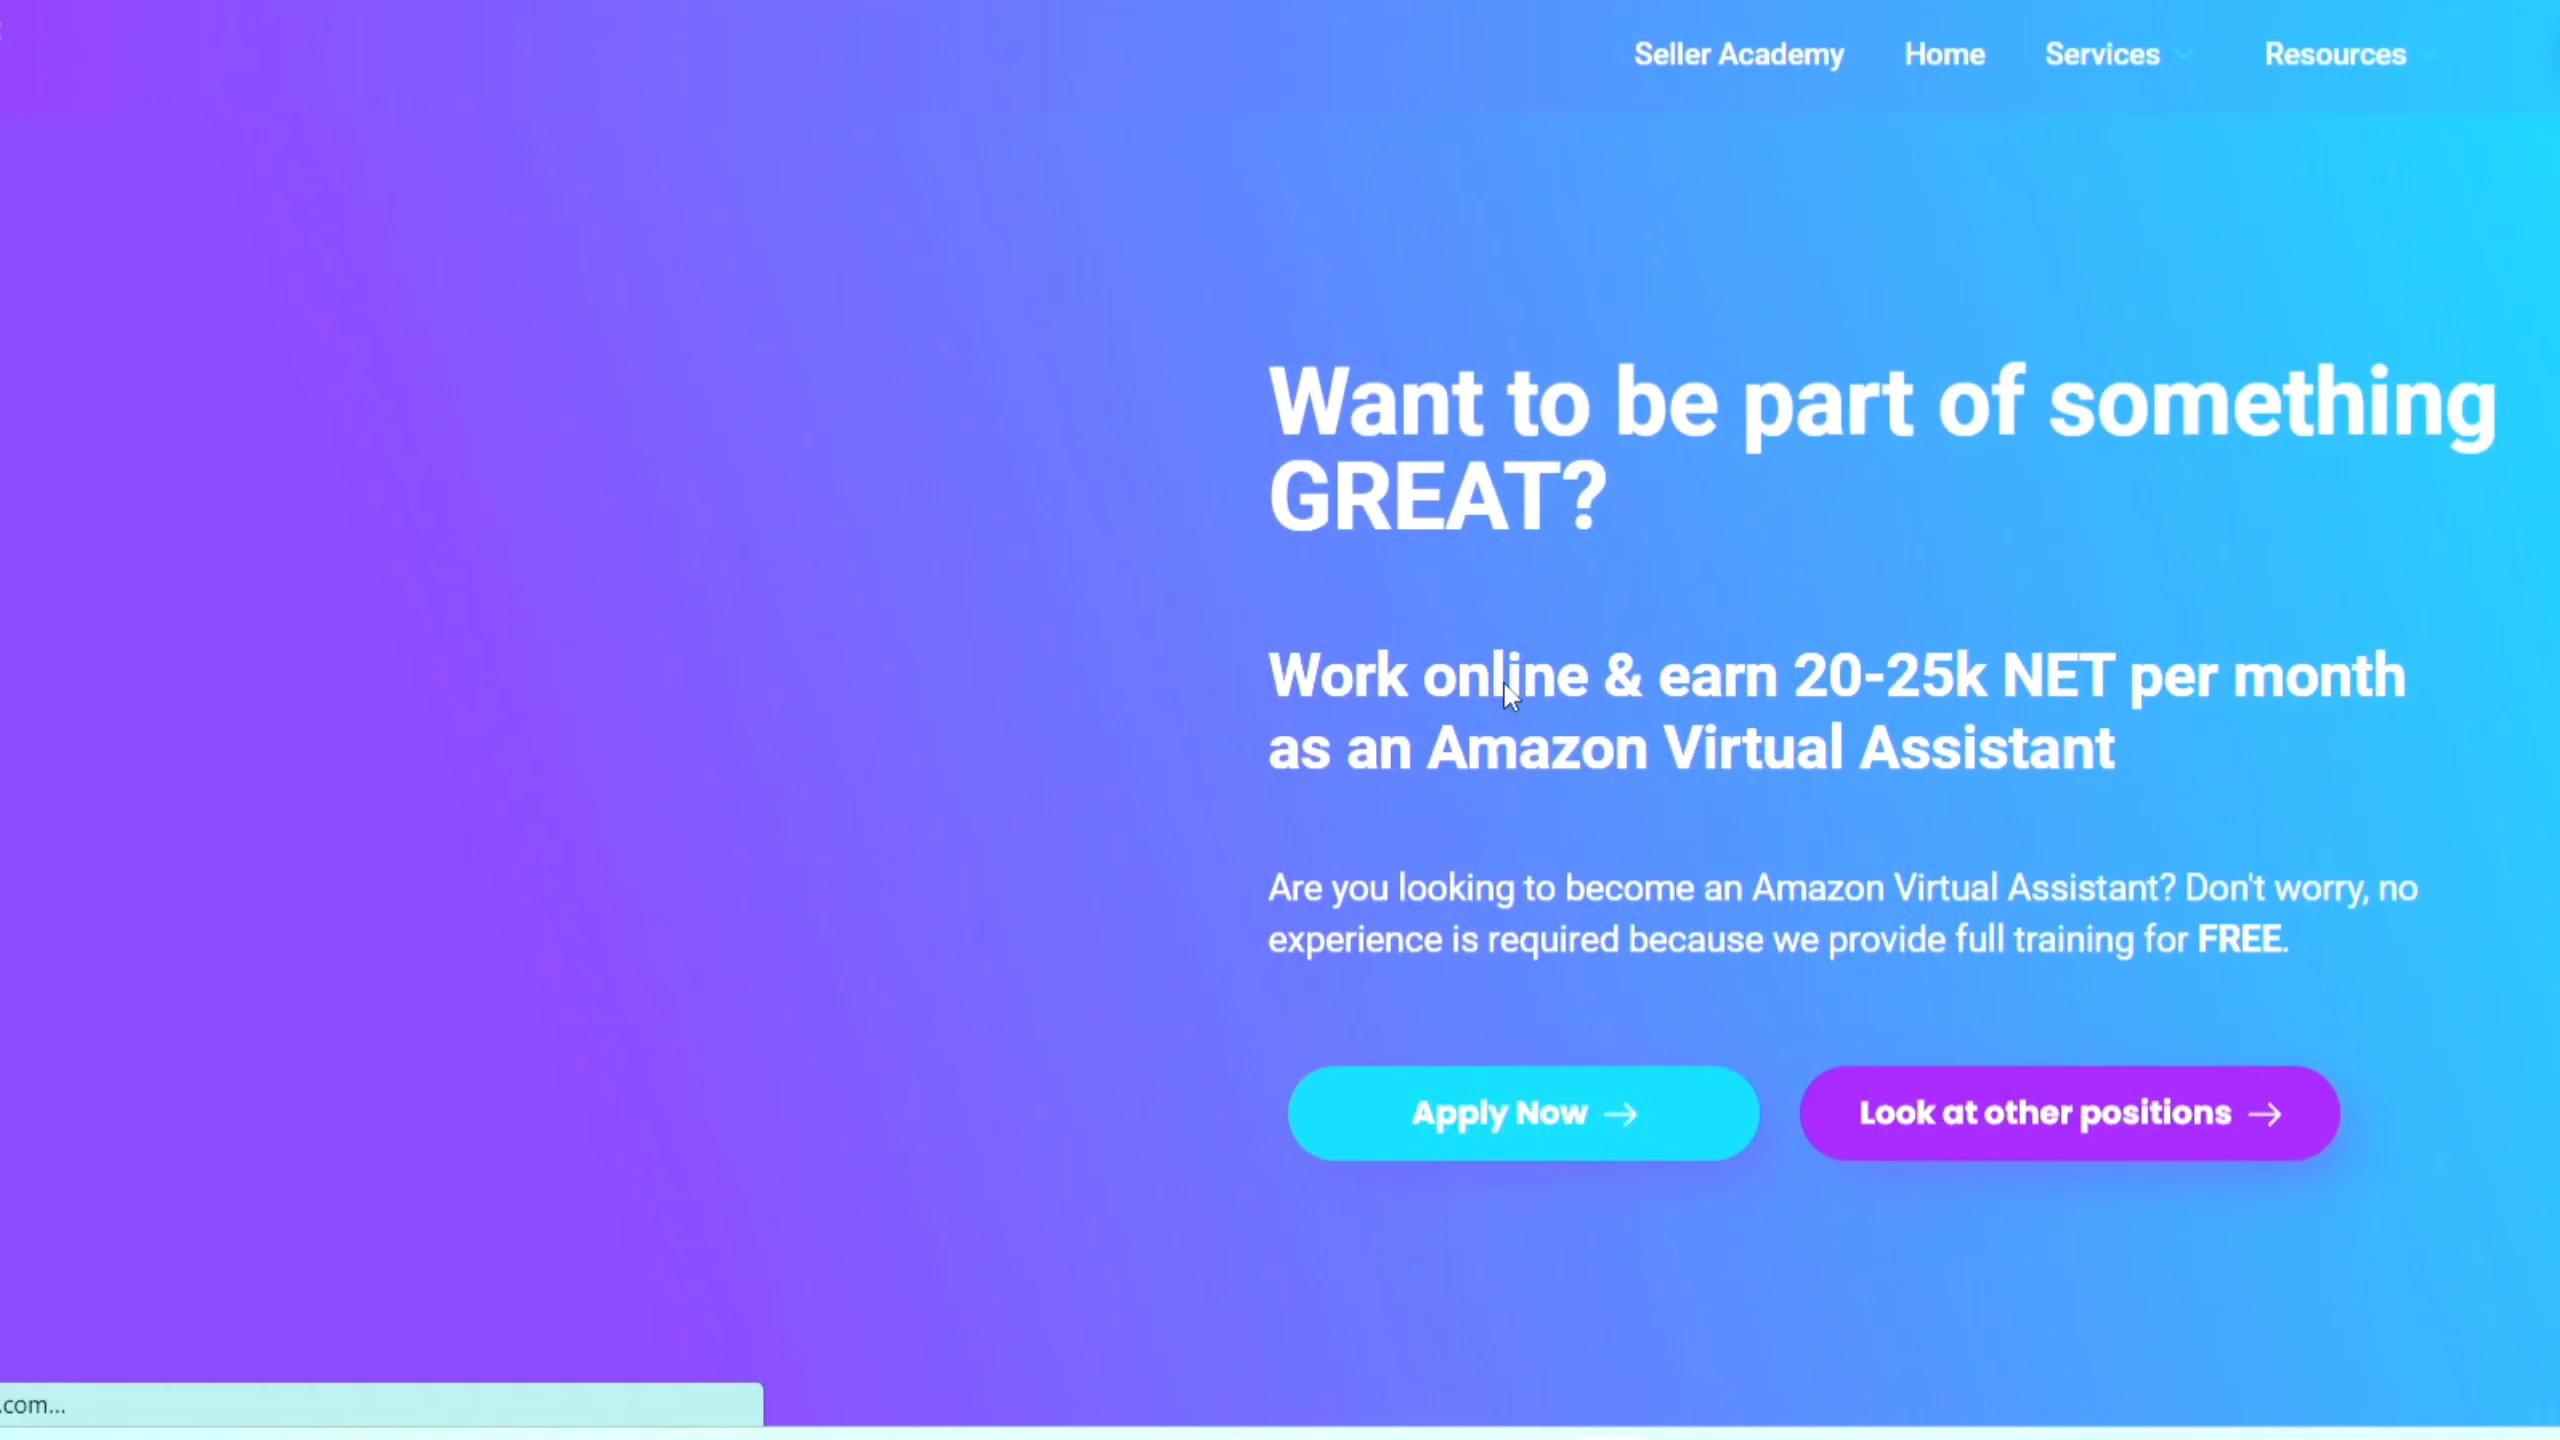 Seller Academy Home Services Resources
Want to be part of something
GREAT?
Work online & earn 20-25k NET per month
as an Amazon Virtual Assistant
Are you looking to become an Amazon Virtual Assistant? Don't worry, no
experience is required because we provide full training for FREE.
Apply Now → Look at other positions →
.com...